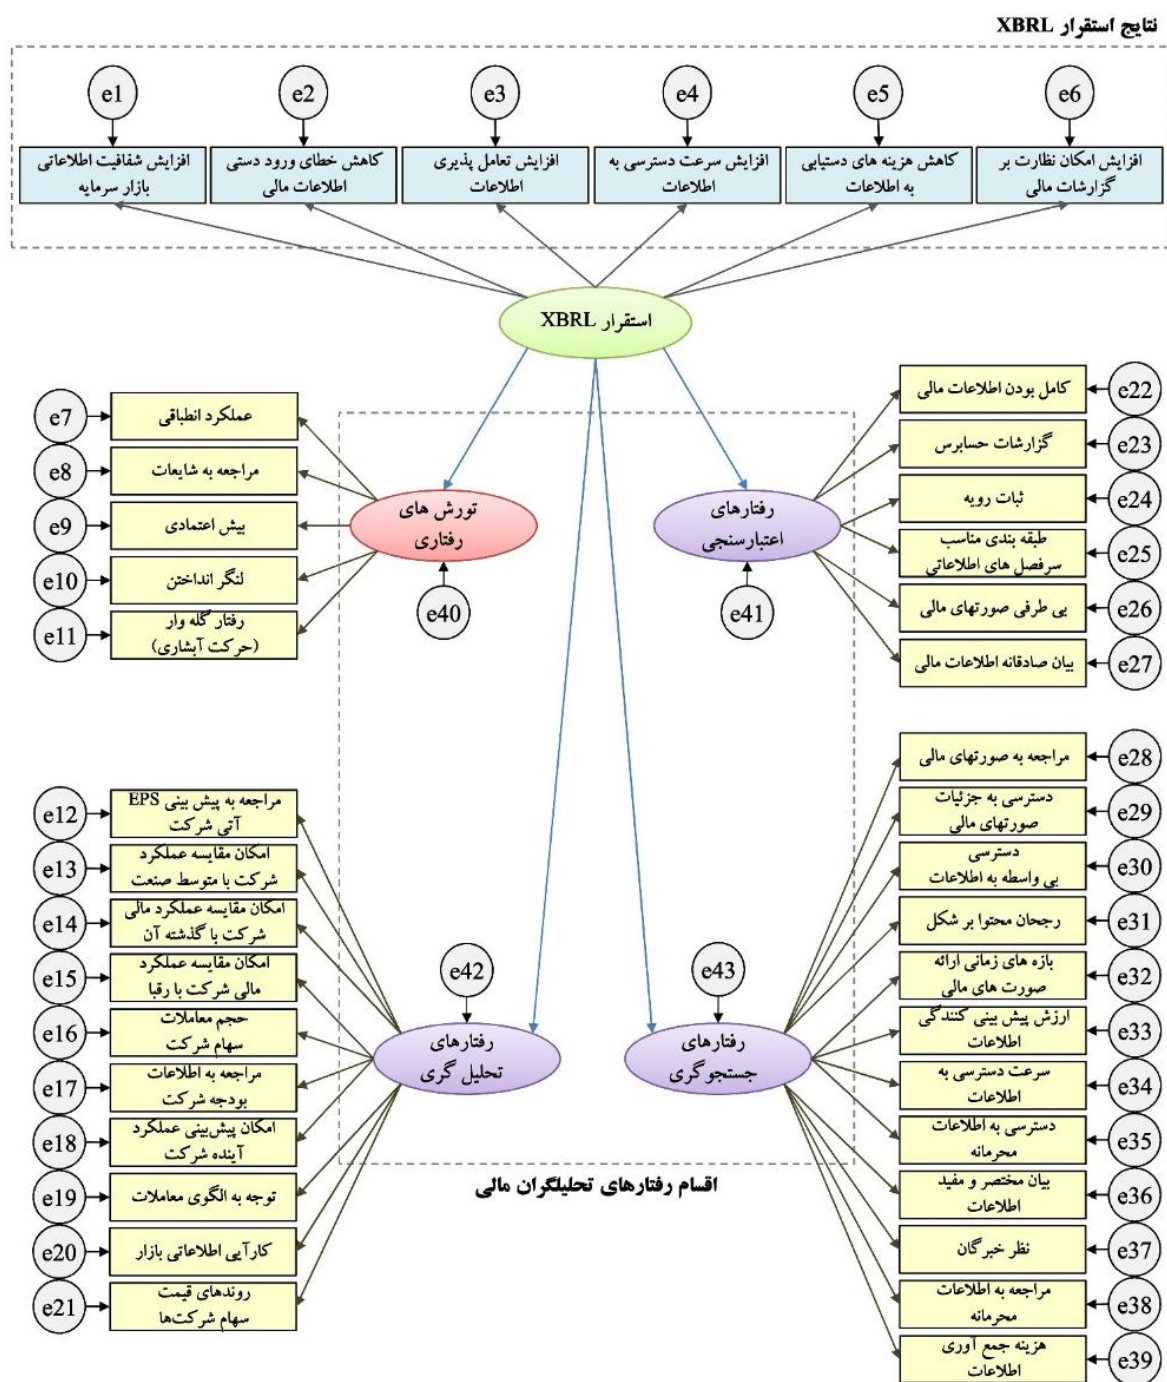 نتایج استقرار XBRL
e1
e2
e3
e4
e5
e6
افزایش شفافیت اطلاعاتی
بازار سرمایه
کاهش خطای ورود دستی
اطلاعات مالی
افزایش تعامل پذیری
اطلاعات
افزایش سرعت دسترسی به
اطلاعات
کاهش هزینه های دستیابی
به اطلاعات
افزایش امکان نظارت بر
گزارشات مالی
استقرار XBRL
e7
عملکرد انطباقی
e8
مراجعه به شایعات
e9
بیش اعتمادی
e10
لنگر انداختن
e11
رفتار گله وار
(حرکت آبشاری)
تورش های
رفتاری
e40
رفتارهای
اعتبارسنجی
e41
کامل بودن اطلاعات مالی
e22
گزارشات حسابرس
e23
ثبات رویه
e24
طبقه بندی مناسب
سرفصل های اطلاعاتی
e25
بی طرفی صورتهای مالی
e26
بیان صادقانه اطلاعات مالی
e27
e12
مراجعه به پیش بینی EPS
آتی شرکت
e13
امکان مقایسه عملکرد
شرکت با متوسط صنعت
e14
امکان مقایسه عملکرد مالی
شرکت با گذشته آن
e15
امکان مقایسه عملکرد
مالی شرکت با رقبا
e16
حجم معاملات
سهام شرکت
e17
مراجعه به اطلاعات
بودجه شرکت
e18
امکان پیش‌بینی عملکرد
آینده شرکت
e19
توجه به الگوی معاملات
e20
کارآیی اطلاعاتی بازار
e21
روندهای قیمت
سهام شرکت‌ها
e42
رفتارهای
تحلیل گری
e43
رفتارهای
جستجوگری
مراجعه به صورتهای مالی
e28
دسترسی به جزئیات
صورتهای مالی
e29
دسترسی
بی واسطه به اطلاعات
e30
رجحان محتوا بر شکل
e31
بازه های زمانی ارائه
صورت های مالی
e32
ارزش پیش بینی کنندگی
اطلاعات
e33
سرعت دسترسی به
اطلاعات
e34
دسترسی به اطلاعات
محرمانه
e35
بیان مختصر و مفید
اطلاعات
e36
نظر خبرگان
e37
مراجعه به اطلاعات
محرمانه
e38
هزینه جمع آوری
اطلاعات
e39
اقسام رفتارهای تحلیلگران مالی